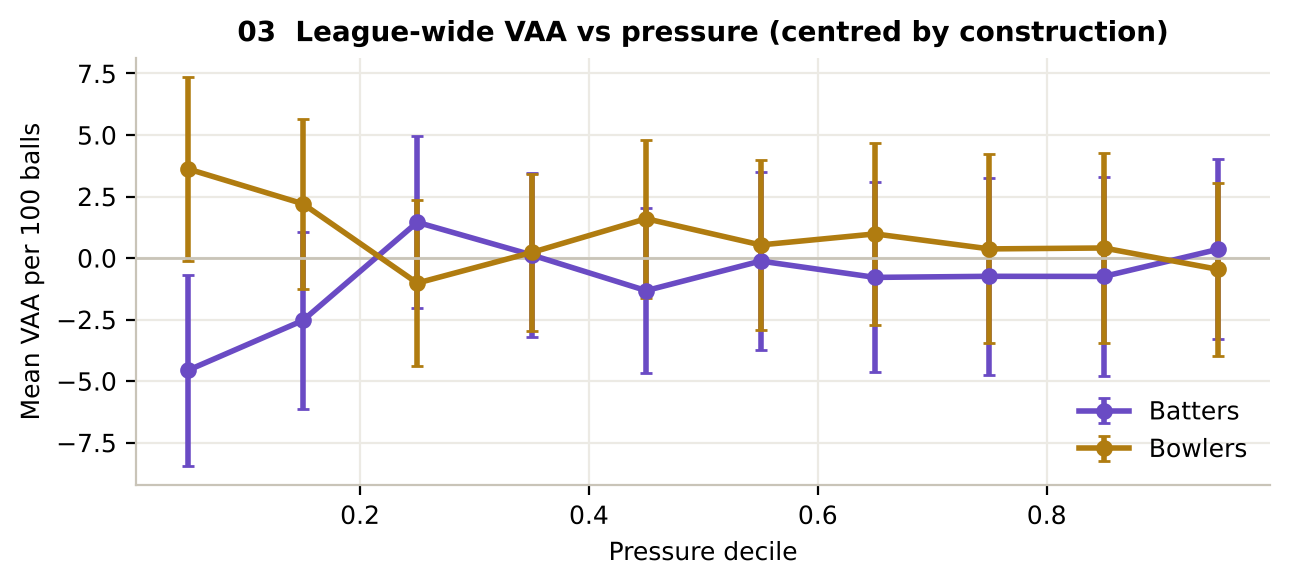 03  League-wide VAA vs pressure (centred by construction)
Mean VAA per 100 balls
7.5
5.0
2.5
0.0
−2.5
−5.0
−7.5
Batters
Bowlers
0.2
0.4
0.6
0.8
Pressure decile